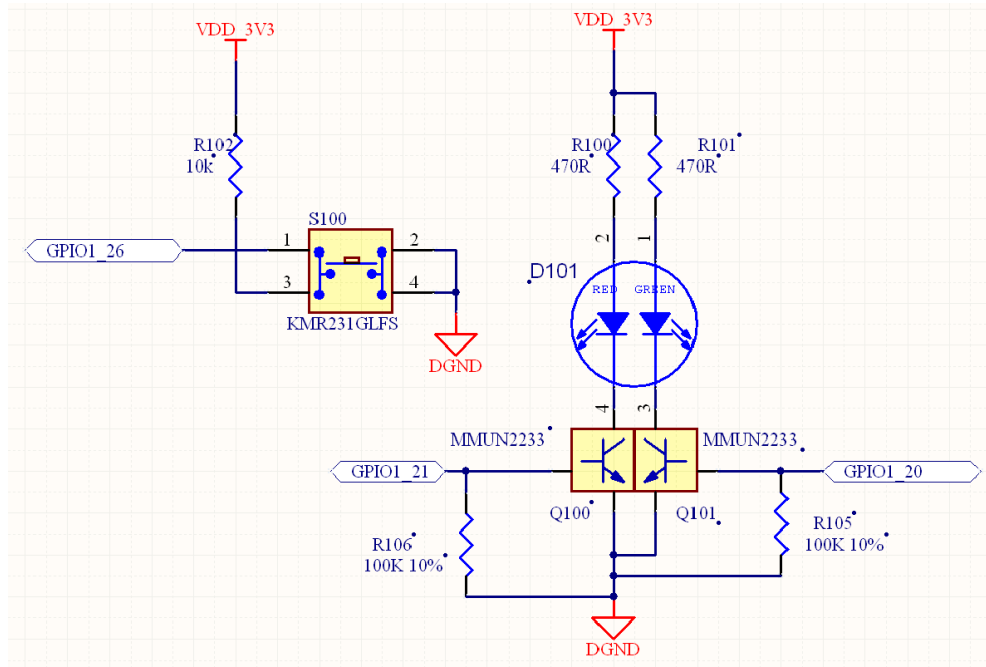 VDD_3V3
VDD_3V3
R102
10k
R100
470R
R101
470R
S100
GPIO1_26
1
2
3
4
KMR231GLFS
DGND
2
1
D101
RED
GREEN
4
3
MMUN2233
MMUN2233
GPIO1_21
GPIO1_20
Q100
Q101
R106
100K 10%
R105
100K 10%
DGND